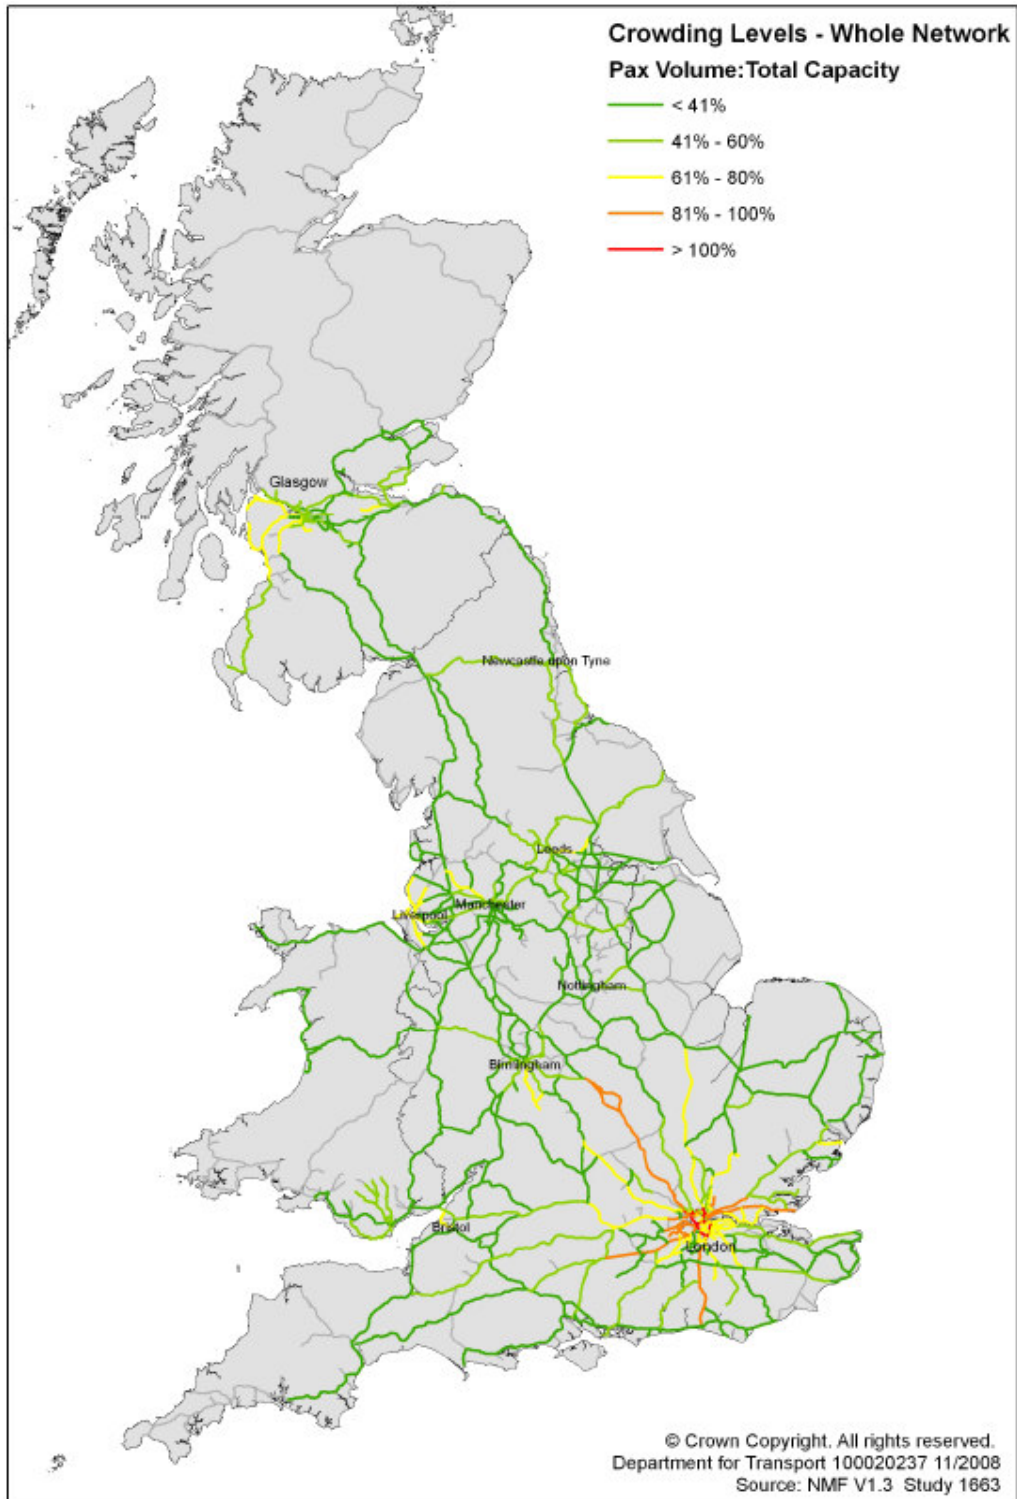 Crowding Levels - Whole Network
Pax Volume:Total Capacity
< 41%
41% - 60%
61% - 80%
81% - 100%
> 100%
Glasgow
Newcastle upon Tyne
Leeds
Manchester
Liverpool
Nottingham
Birmingham
Bristol
London
© Crown Copyright. All rights reserved.
Department for Transport 100020237 11/2008
Source: NMF V1.3 Study 1663